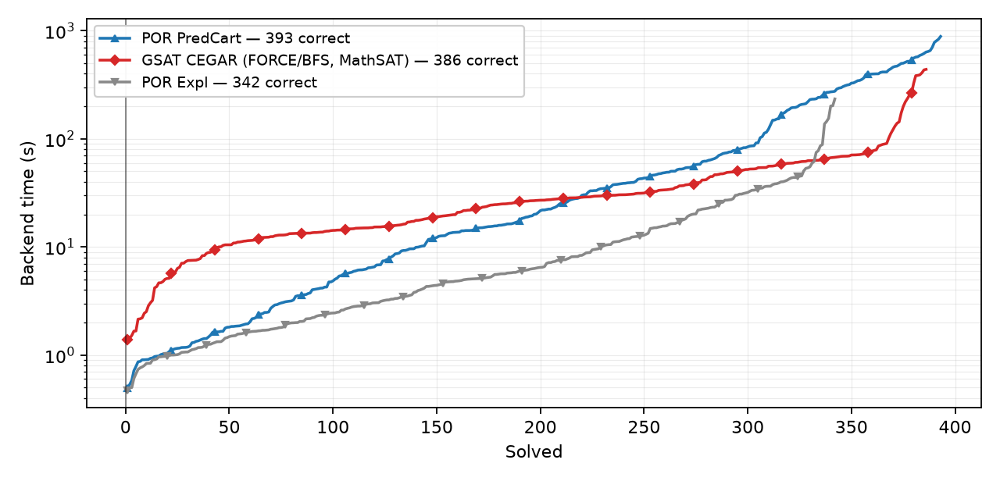 POR PredCart — 393 correct
GSAT CEGAR (FORCE/BFS, MathSAT) — 386 correct
POR Expl — 342 correct
Backend time (s)
10³
10²
10¹
10⁰
0 50 100 150 200 250 300 350 400
Solved